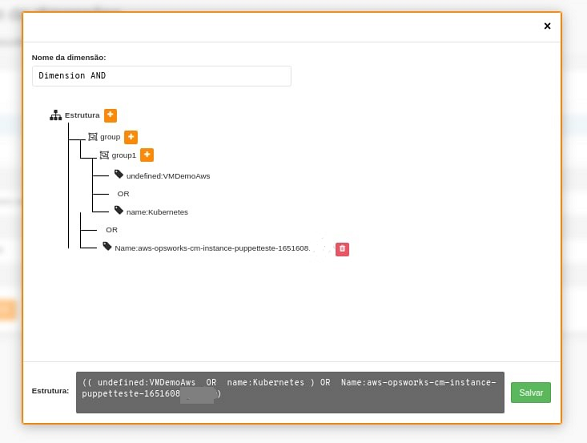 ×
Nome da dimensão:
Dimension AND
Estrutura +
group +
group1 +
undefined:VMDemoAws
OR
name:Kubernetes
OR
Name:aws-opsworks-cm-instance-puppetteste-1651608.
Estrutura:
(( undefined:VMDemoAws OR name:Kubernetes ) OR Name:aws-opsworks-cm-instance-
puppetteste-1651608 )
Salvar